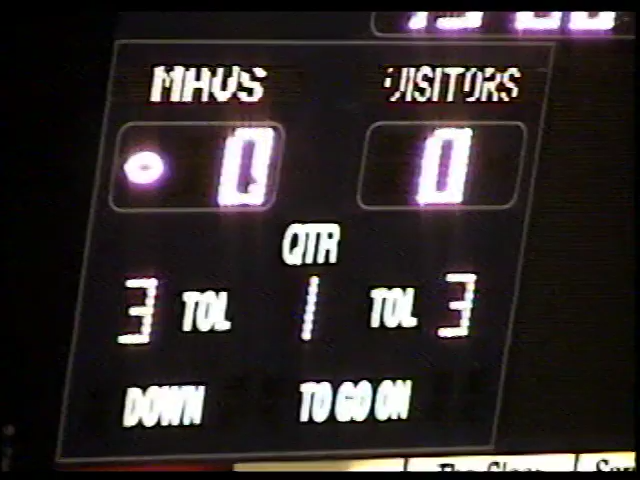 MAVS VISITORS
0 0
QTR
3 TOL 1 TOL 3
DOWN TO GO ON